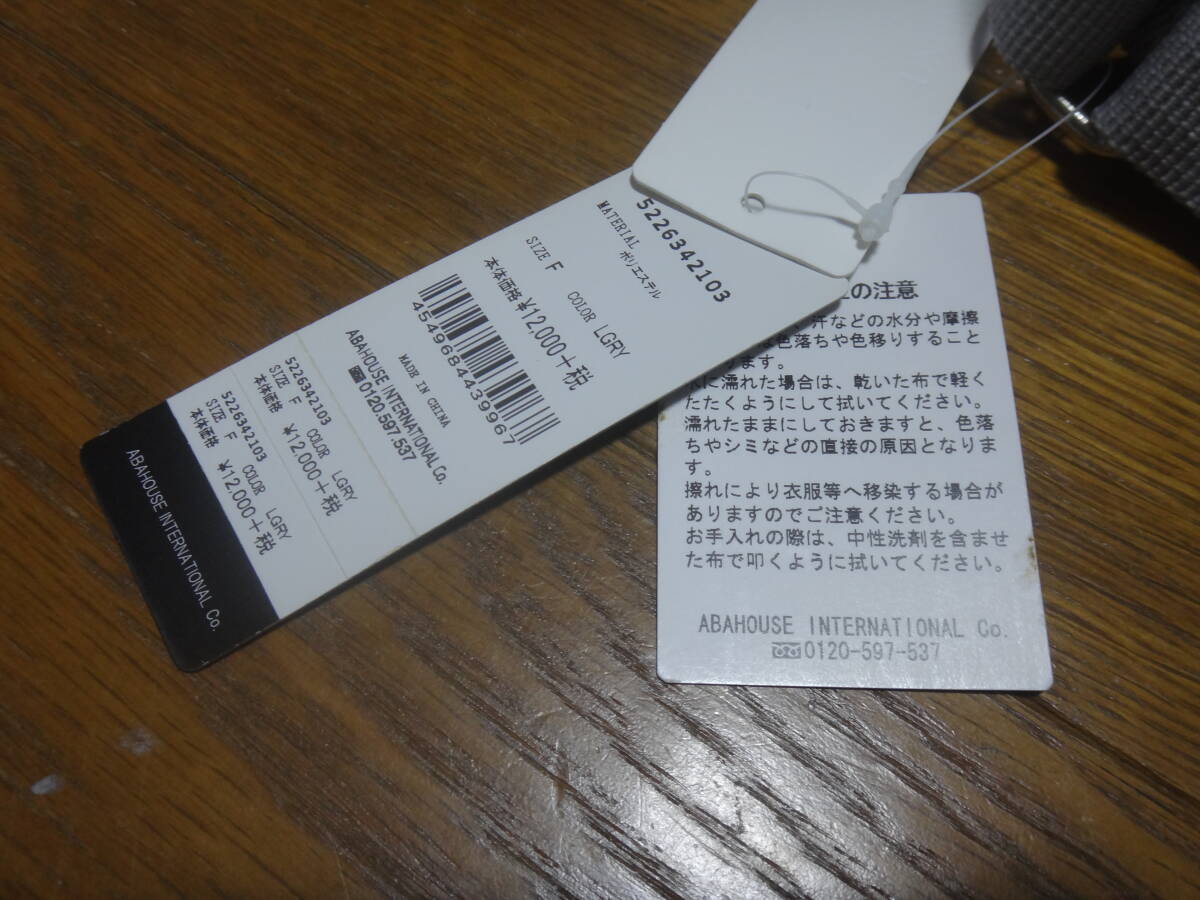 5226342103
MATERIAL ポリエステル
SIZE F COLOR LGRY
本体価格 ¥12,000+税
4549684439967
MADE IN CHINA
ABAHOUSE INTERNATIONAL Co.
0120.597.537
5226342103
SIZE F COLOR LGRY
本体価格 ¥12,000+税
5226342103
SIZE F COLOR LGRY
本体価格 ¥12,000+税
ABAHOUSE INTERNATIONAL Co.
の注意
汗などの水分や摩擦
は色落ちや色移りすること
ります。
水に濡れた場合は、乾いた布で軽く
たたくようにして拭いてください。
濡れたままにしておきますと、色落
ちやシミなどの直接の原因となりま
す。
擦れにより衣服等へ移染する場合が
ありますのでご注意ください。
お手入れの際は、中性洗剤を含ませ
た布で叩くように拭いてください。
ABAHOUSE INTERNATIONAL Co.
0120-597-537